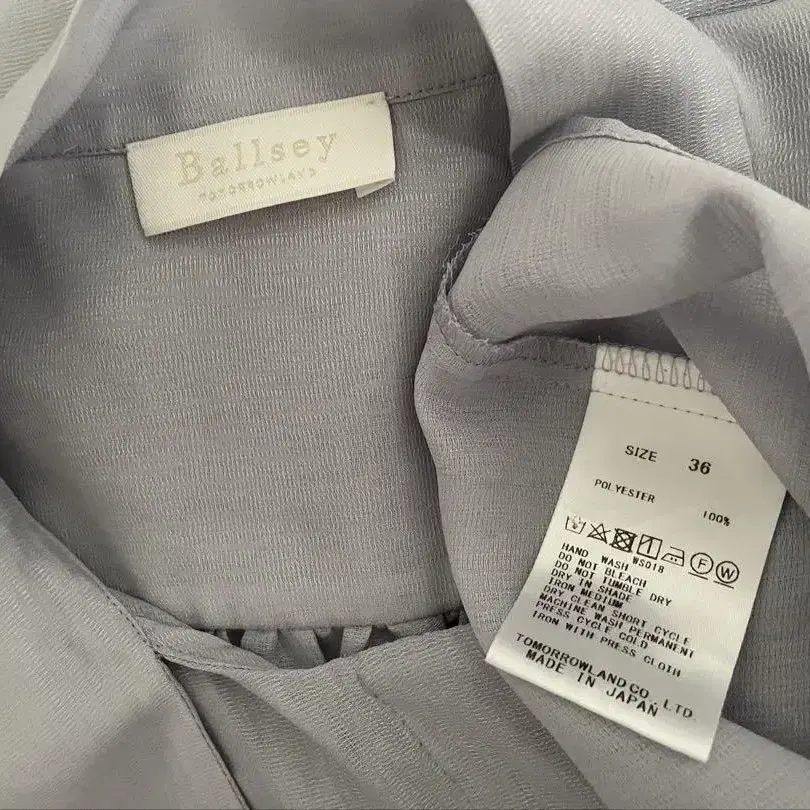 Ballsey
TOMORROWLAND
SIZE 36
POLYESTER
100%
F W
HAND WASH WS018
DO NOT BLEACH
DO NOT TUMBLE DRY
DRY IN SHADE
IRON MEDIUM
DRY CLEAN SHORT CYCLE
MACHINE WASH PERMANENT
PRESS CYCLE COLD
IRON WITH PRESS CLOTH
TOMORROWLAND CO., LTD.
MADE IN JAPAN